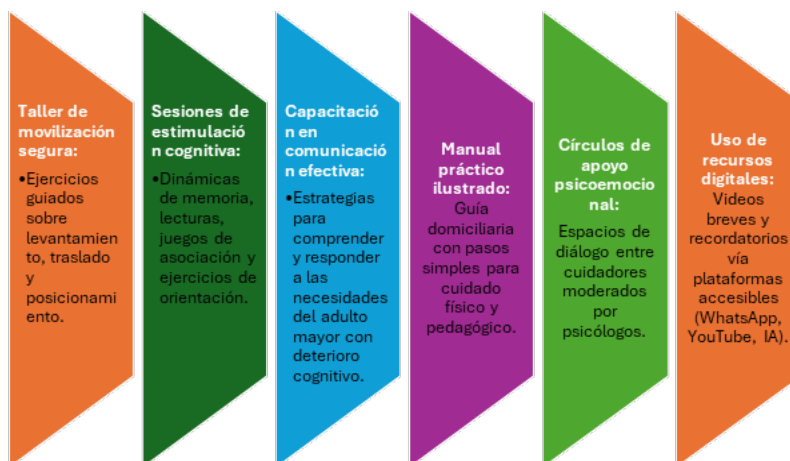 Taller de
movilización
segura:
•Ejercicios
guiados
sobre
levantamien
to, traslado
y
posicionami
ento.
Sesiones de
estimulació
n cognitiva:
•Dinámicas
de memoria,
lecturas,
juegos de
asociación y
ejercicios de
orientación.
Capacitació
n en
comunicació
n efectiva:
•Estrategias
para
comprender
y responder
a las
necesidades
del adulto
mayor con
deterioro
cognitivo.
Manual
práctico
ilustrado:
Guía
domiciliaria
con pasos
simples para
cuidado
físico y
pedagógico.
Círculos de
apoyo
psicoemocio
nal:
Espacios de
diálogo entre
cuidadores
moderados
por
psicólogos.
Uso de
recursos
digitales:
Videos
breves y
recordatorios
vía
plataformas
accesibles
(WhatsApp,
YouTube, IA).